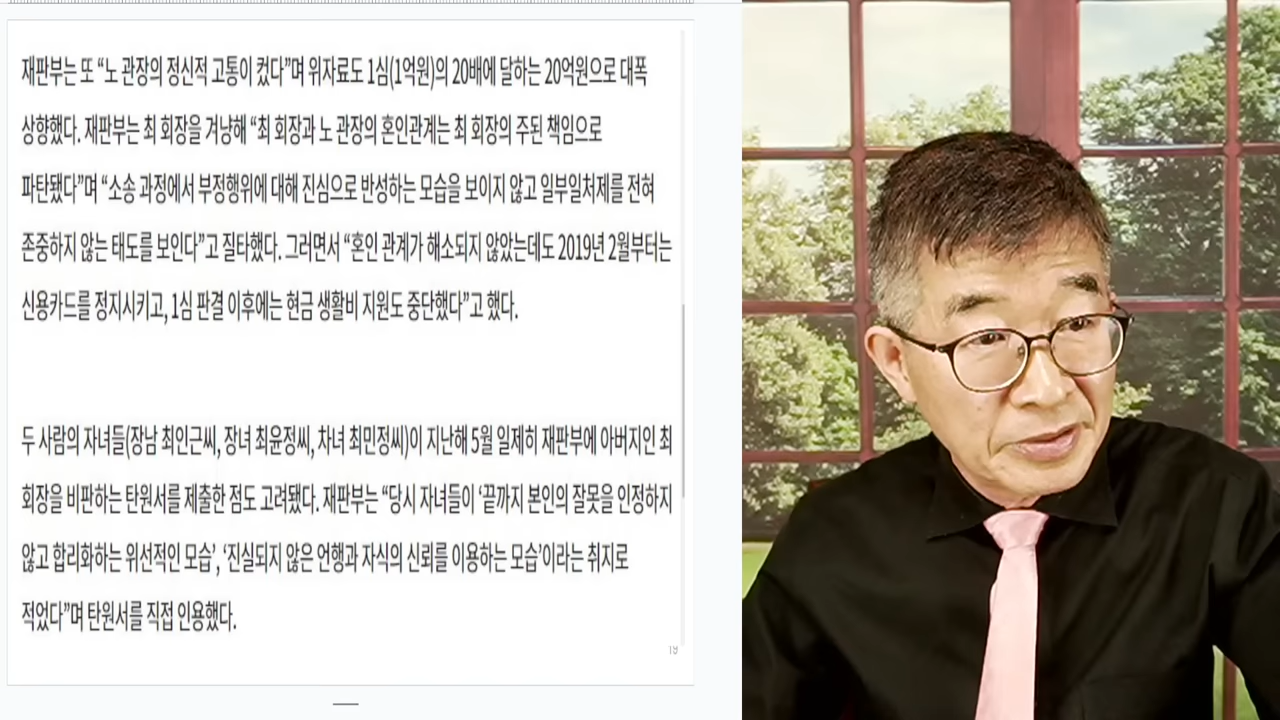 재판부는 또 “노 관장의 정신적 고통이 컸다”며 위자료도 1심(1억원)의 20배에 달하는 20억원으로 대폭
상향했다. 재판부는 최 회장을 겨냥해 “최 회장과 노 관장의 혼인관계는 최 회장의 주된 책임으로
파탄됐다”며 “소송 과정에서 부정행위에 대해 진심으로 반성하는 모습을 보이지 않고 일부일처제를 전혀
존중하지 않는 태도를 보인다”고 질타했다. 그러면서 “혼인 관계가 해소되지 않았는데도 2019년 2월부터는
신용카드를 정지시키고, 1심 판결 이후에는 현금 생활비 지원도 중단했다”고 했다.
두 사람의 자녀들(장남 최인근씨, 장녀 최윤정씨, 차녀 최민정씨)이 지난해 5월 일제히 재판부에 아버지인 최
회장을 비판하는 탄원서를 제출한 점도 고려됐다. 재판부는 “당시 자녀들이 ‘끝까지 본인의 잘못을 인정하지
않고 합리화하는 위선적인 모습’, ‘진실되지 않은 언행과 자식의 신뢰를 이용하는 모습’이라는 취지로
적었다”며 탄원서를 직접 인용했다.
19